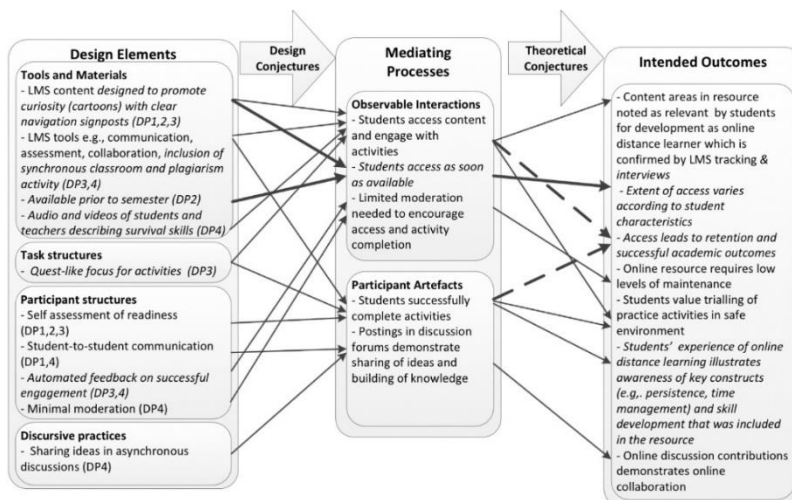 Design Elements
Tools and Materials
- LMS content designed to promote
curiosity (cartoons) with clear
navigation signposts (DP1,2,3)
- LMS tools e.g., communication,
assessment, collaboration, inclusion of
synchronous classroom and plagiarism
activity (DP3,4)
- Available prior to semester (DP2)
- Audio and videos of students and
teachers describing survival skills (DP4)
Task structures
- Quest-like focus for activities (DP3)
Participant structures
- Self assessment of readiness
(DP1,2,3)
- Student-to-student communication
(DP1,4)
- Automated feedback on successful
engagement (DP3,4)
- Minimal moderation (DP4)
Discursive practices
- Sharing ideas in asynchronous
discussions (DP4)
Design
Conjectures
Mediating
Processes
Observable Interactions
- Students access content
and engage with
activities
- Students access as soon
as available
- Limited moderation
needed to encourage
access and activity
completion
Participant Artefacts
- Students successfully
complete activities
- Postings in discussion
forums demonstrate
sharing of ideas and
building of knowledge
Theoretical
Conjectures
Intended Outcomes
- Content areas in resource
noted as relevant by students
for development as online
distance learner which is
confirmed by LMS tracking &
interviews
- Extent of access varies
according to student
characteristics
- Access leads to retention and
successful academic outcomes
- Online resource requires low
levels of maintenance
- Students value trialling of
practice activities in safe
environment
- Students' experience of online
distance learning illustrates
awareness of key constructs
(e.g,. persistence, time
management) and skill
development that was included
in the resource
- Online discussion contributions
demonstrates online
collaboration